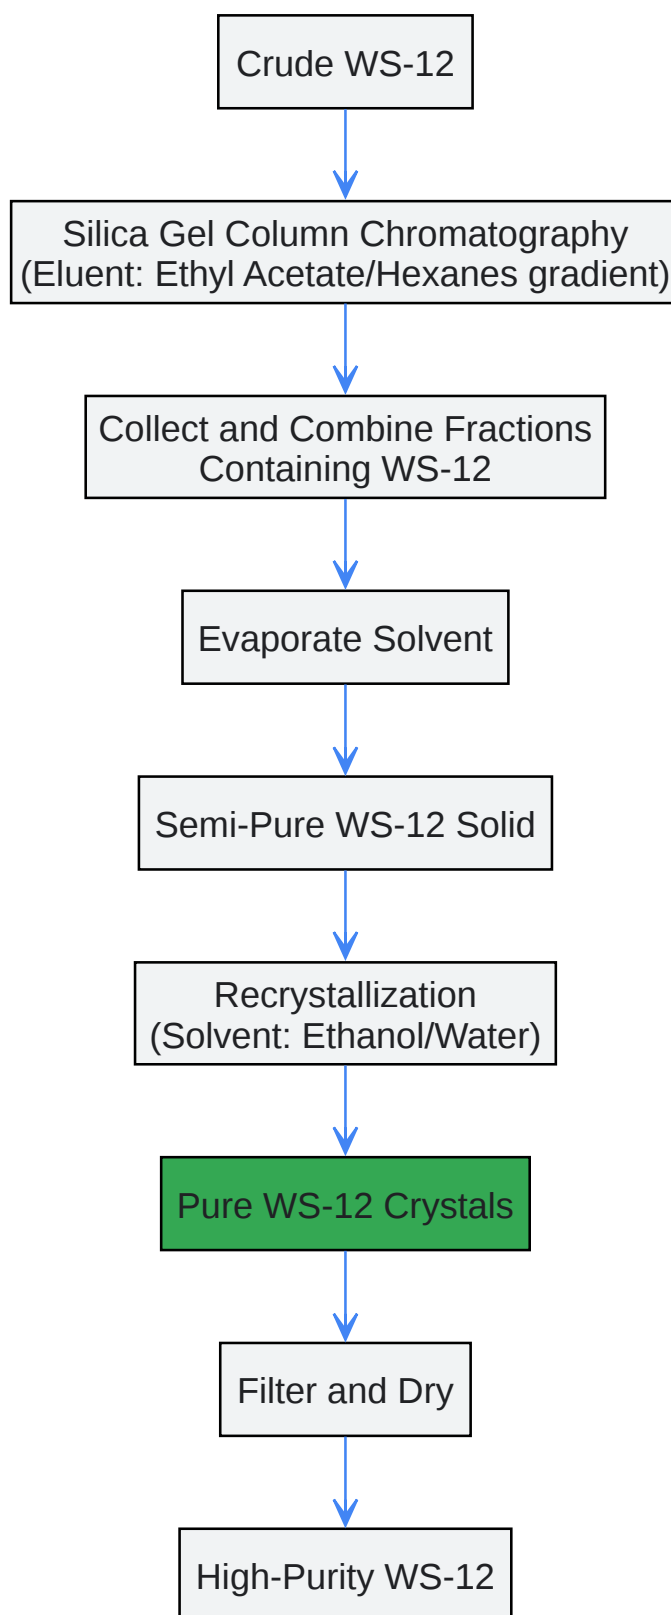 Crude WS-12
Silica Gel Column Chromatography
(Eluent: Ethyl Acetate/Hexanes gradient)
Collect and Combine Fractions
Containing WS-12
Evaporate Solvent
Semi-Pure WS-12 Solid
Recrystallization
(Solvent: Ethanol/Water)
Pure WS-12 Crystals
Filter and Dry
High-Purity WS-12